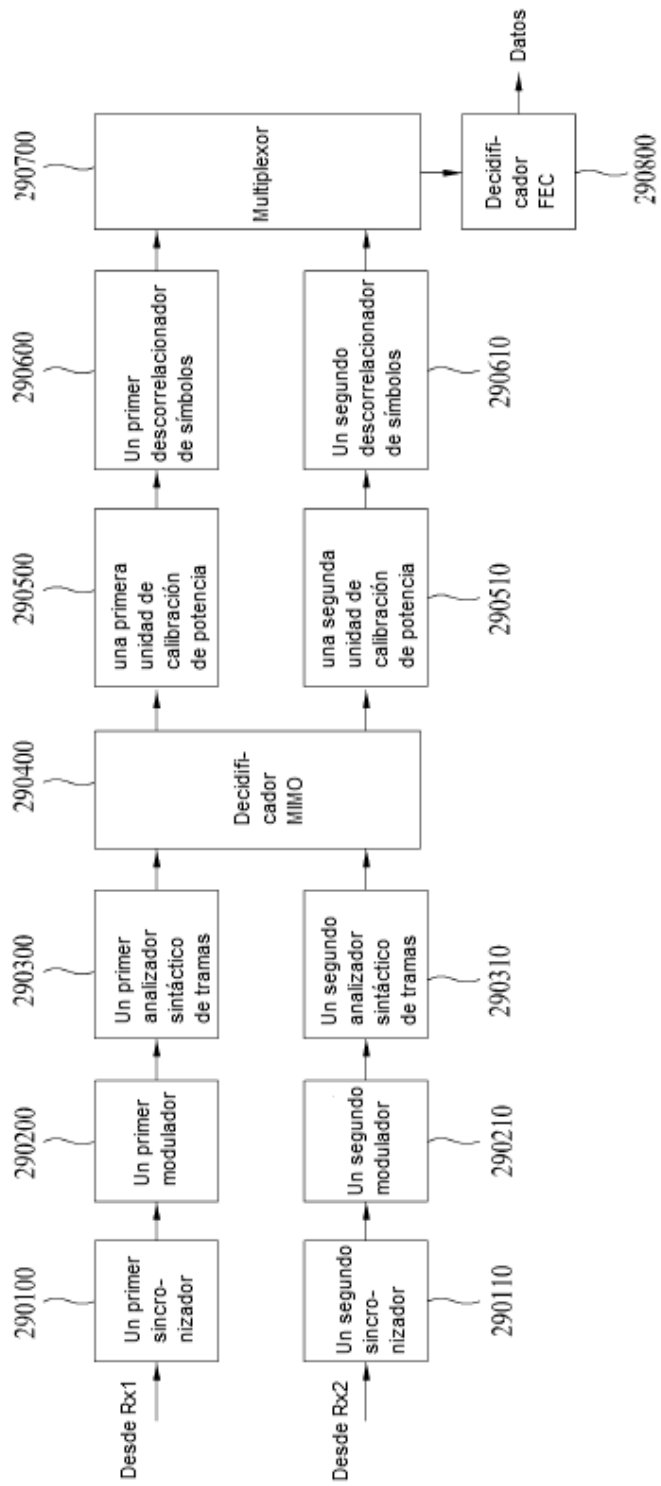 290100
290200
290300
290400
290500
290600
290700
Desde Rx1
Un primer
sincro-
nizador
Un primer
modulador
Un primer
analizador
sintáctico
de tramas
Decidifi-
cador
MIMO
una primera
unidad de
calibración
de potencia
Un primer
descorrelacionador
de símbolos
Multiplexor
Desde Rx2
Un segundo
sincro-
nizador
Un segundo
modulador
Un segundo
analizador
sintáctico
de tramas
una segunda
unidad de
calibración
de potencia
Un segundo
descorrelacionador
de símbolos
Decidifi-
cador
FEC
Datos
290110
290210
290310
290510
290610
290800